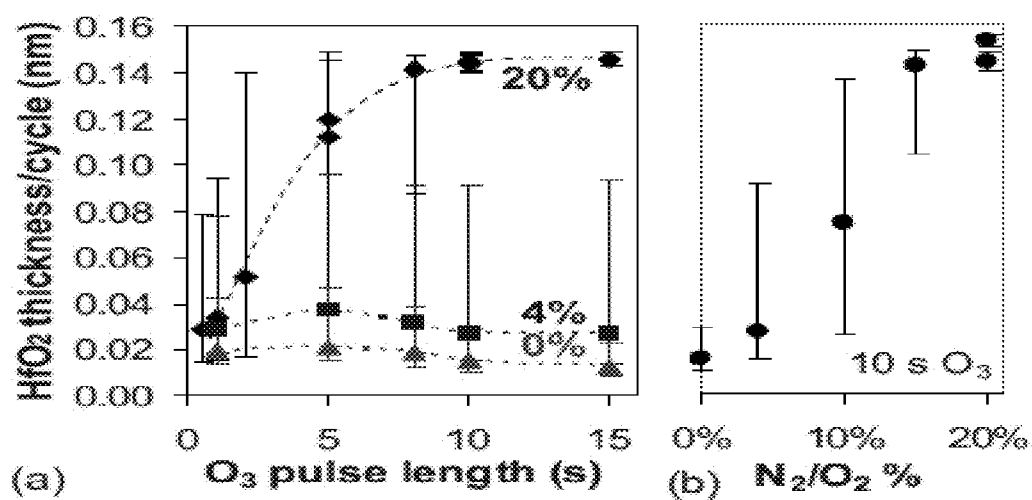 HfO₂ thickness/cycle (nm)
0.16
0.14
0.12
0.10
0.08
0.06
0.04
0.02
0.00
20%
4%
0%
0 5 10 15
(a) O₃ pulse length (s)
10 s O₃
0% 10% 20%
(b) N₂/O₂ %